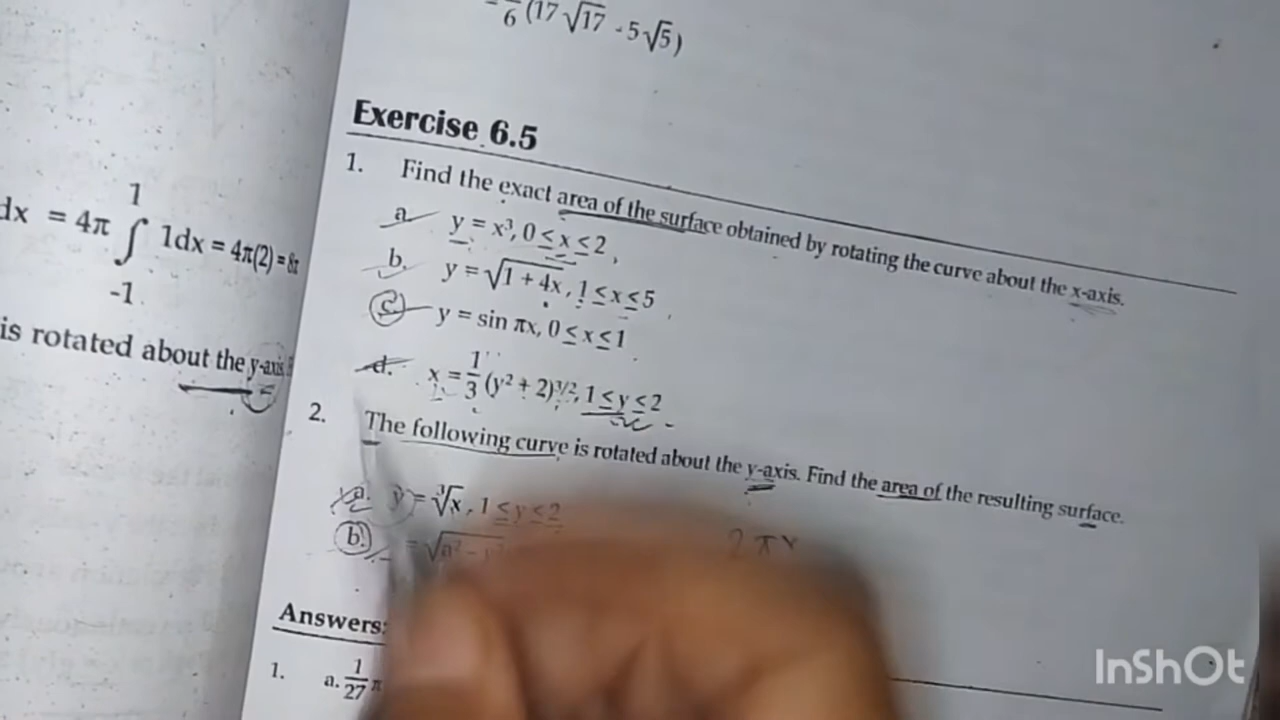 6 (17√17 - 5√5)
Exercise 6.5
dx = 4π ∫₋₁¹ 1dx = 4π(2) = 8π
is rotated about the y-axis
1. Find the exact area of the surface obtained by rotating the curve about the x-axis.
a. y = x³, 0 ≤ x ≤ 2,
b. y = √(1 + 4x), 1 ≤ x ≤ 5
c. y = sin πx, 0 ≤ x ≤ 1
d. x = 1/3 (y² + 2)^3/2, 1 ≤ y ≤ 2
2. The following curve is rotated about the y-axis. Find the area of the resulting surface.
a. y = ∛x, 1 ≤ y ≤ 2
b. = √a² - y²
2πx
Answers:
1. a. 1/27 π
InShOt